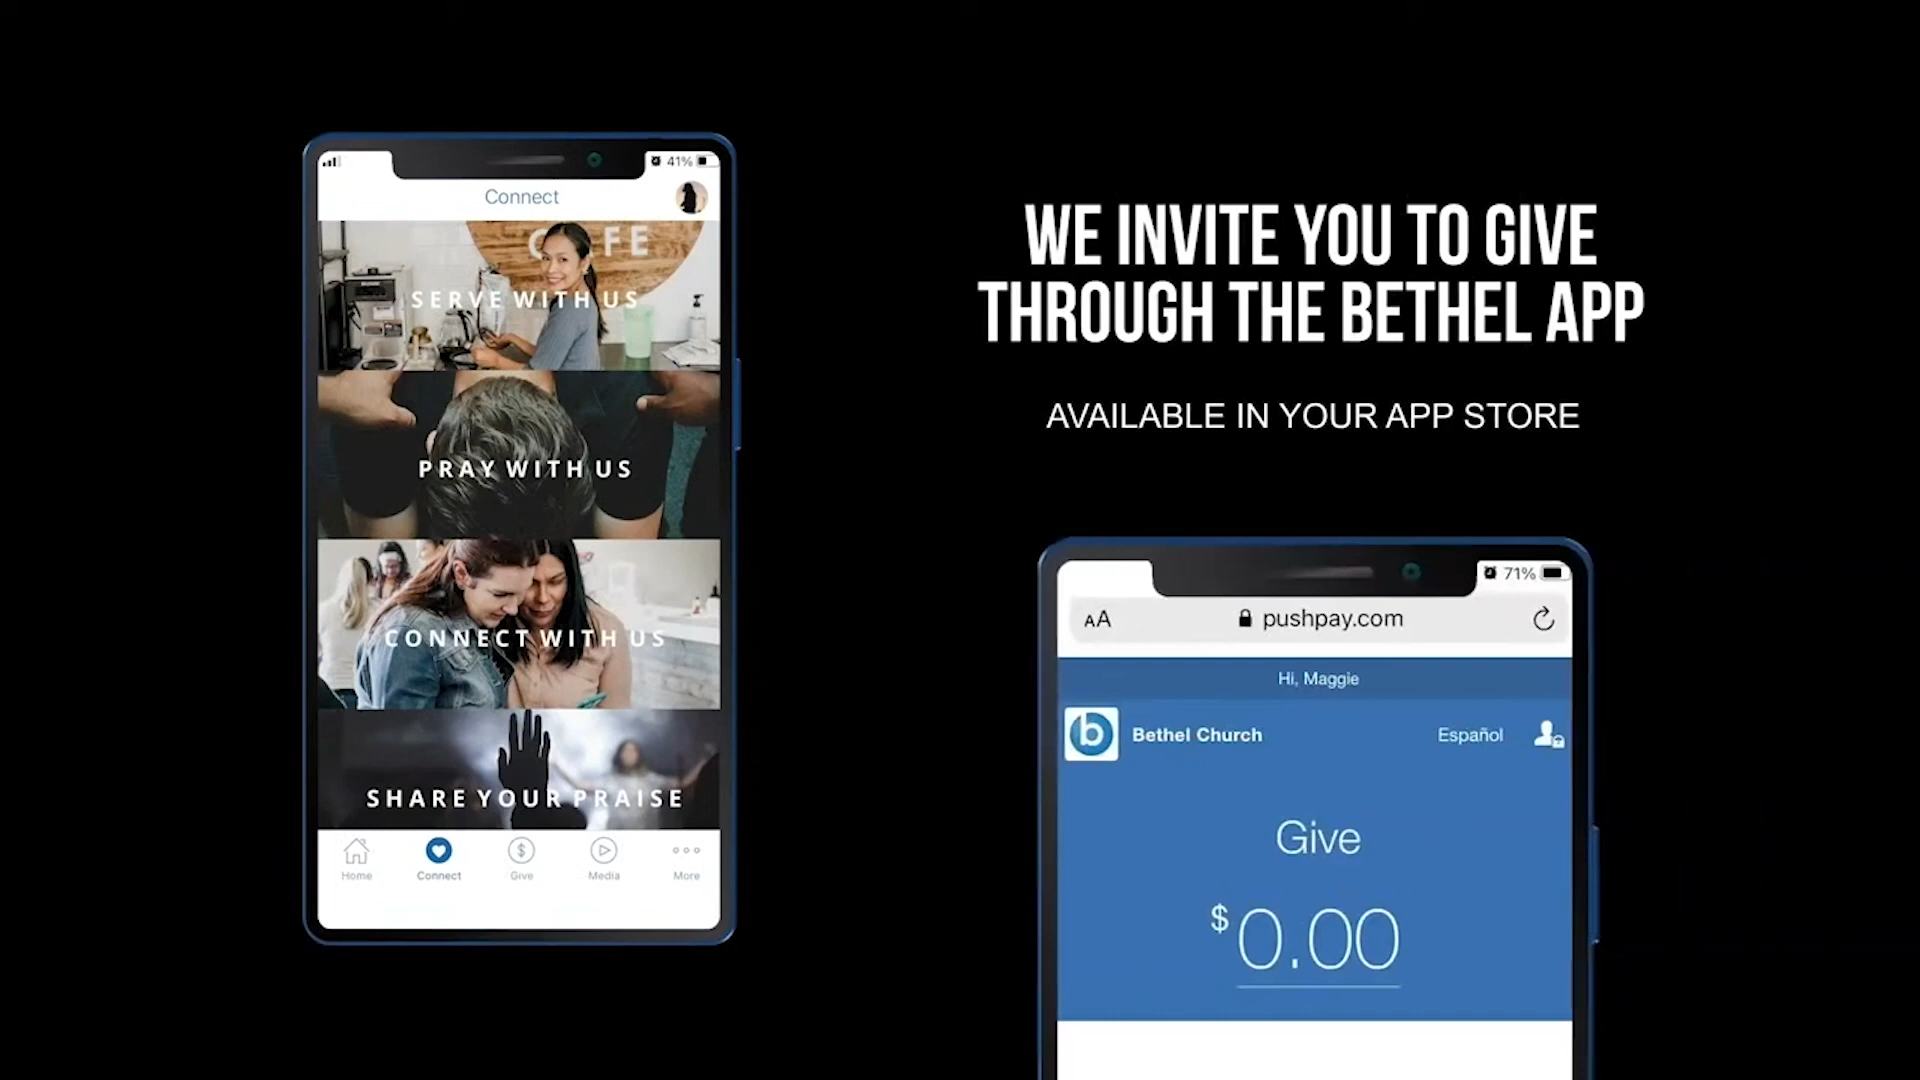 41%
Connect
C FE
SERVE WITH US
PRAY WITH US
CONNECT WITH US
SHARE YOUR PRAISE
Home
Connect
$
Give
Media
More
WE INVITE YOU TO GIVE
THROUGH THE BETHEL APP
AVAILABLE IN YOUR APP STORE
71%
AA
pushpay.com
Hi, Maggie
b
Bethel Church
Español
Give
$0.00